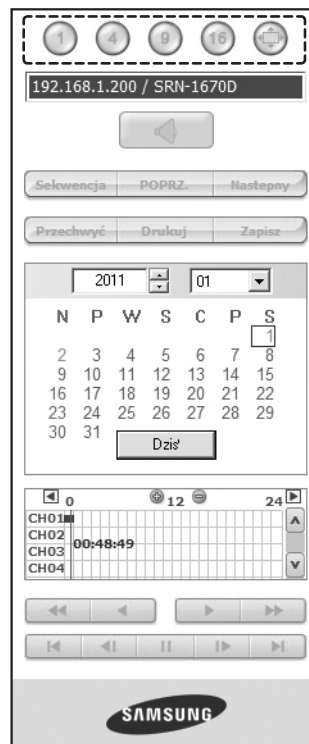 1 4 9 16
192.168.1.200 / SRN-1670D
Sekwencja POPRZ. Nastepny
Przechwyć Drukuj Zapisz
2011 01
N P W S C P S
1
2 3 4 5 6 7 8
9 10 11 12 13 14 15
16 17 18 19 20 21 22
23 24 25 26 27 28 29
30 31
Dzis'
0 12 24
CH01
CH02
00:48:49
CH03
CH04
SAMSUNG